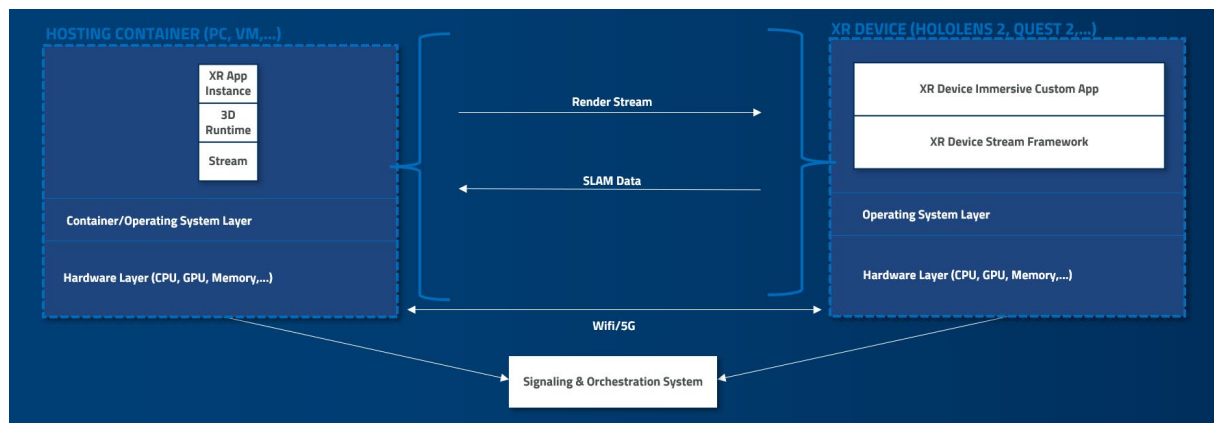 HOSTING CONTAINER (PC, VM,...)
XR App
Instance
3D
Runtime
Stream
Container/Operating System Layer
Hardware Layer (CPU, GPU, Memory,...)
Render Stream
SLAM Data
Wifi/5G
XR DEVICE (HOLOLENS 2, QUEST 2,...)
XR Device Immersive Custom App
XR Device Stream Framework
Operating System Layer
Hardware Layer (CPU, GPU, Memory,...)
Signaling & Orchestration System